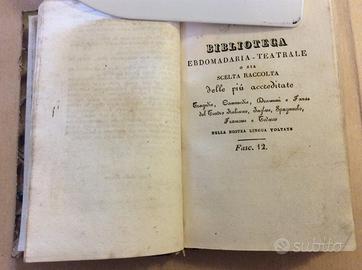 BIBLIOTECA
EBDOMADARIA-TEATRALE
O SIA
SCELTA RACCOLTA
delle più accreditate
Tragedie, Commedie, Drammi e Farse
del Teatro Italiano, Inglese, Spagnuolo,
Francese e Tedesco
NELLA NOSTRA LINGUA VOLTATE
Fasc. 12.
subito